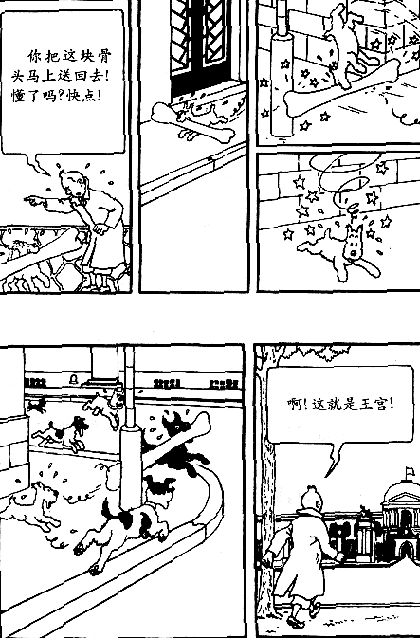 你把这块骨
头马上送回去！
懂了吗？快点！
啊！这就是王宫！